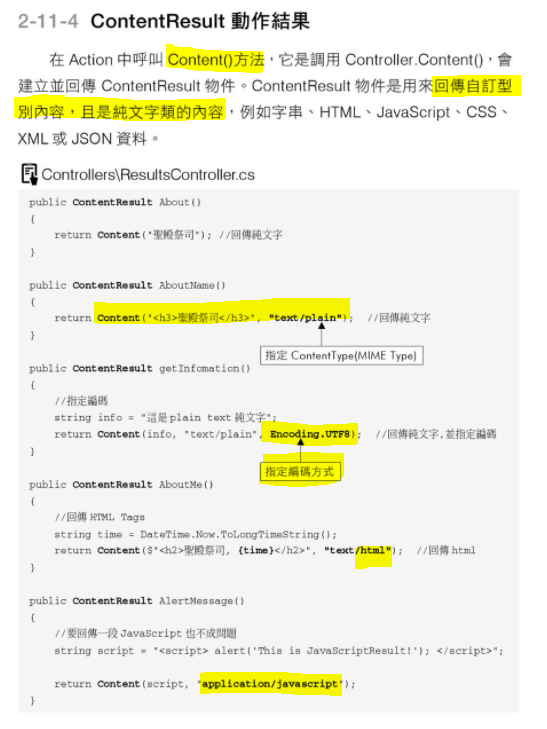 2-11-4 ContentResult 動作結果
在 Action 中呼叫 Content()方法，它是調用 Controller.Content()，會
建立並回傳 ContentResult 物件。ContentResult 物件是用來回傳自訂型
別內容，且是純文字類的內容，例如字串、HTML、JavaScript、CSS、
XML 或 JSON 資料。
Controllers\ResultsController.cs
public ContentResult About()
{
return Content("聖殿祭司"); //回傳純文字
}
public ContentResult AboutName()
{
return Content("<h3>聖殿祭司</h3>", "text/plain"); //回傳純文字
}
指定 ContentType(MIME Type)
public ContentResult getInfomation()
{
//指定編碼
string info = "這是 plain text 純文字";
return Content(info, "text/plain", Encoding.UTF8); //回傳純文字,並指定編碼
}
指定編碼方式
public ContentResult AboutMe()
{
//回傳 HTML Tags
string time = DateTime.Now.ToLongTimeString();
return Content($"<h2>聖殿祭司, {time}</h2>", "text/html"); //回傳 html
}
public ContentResult AlertMessage()
{
//要回傳一段 JavaScript 也不成問題
string script = "<script> alert('This is JavaScriptResult!'); </script>";
return Content(script, "application/javascript");
}